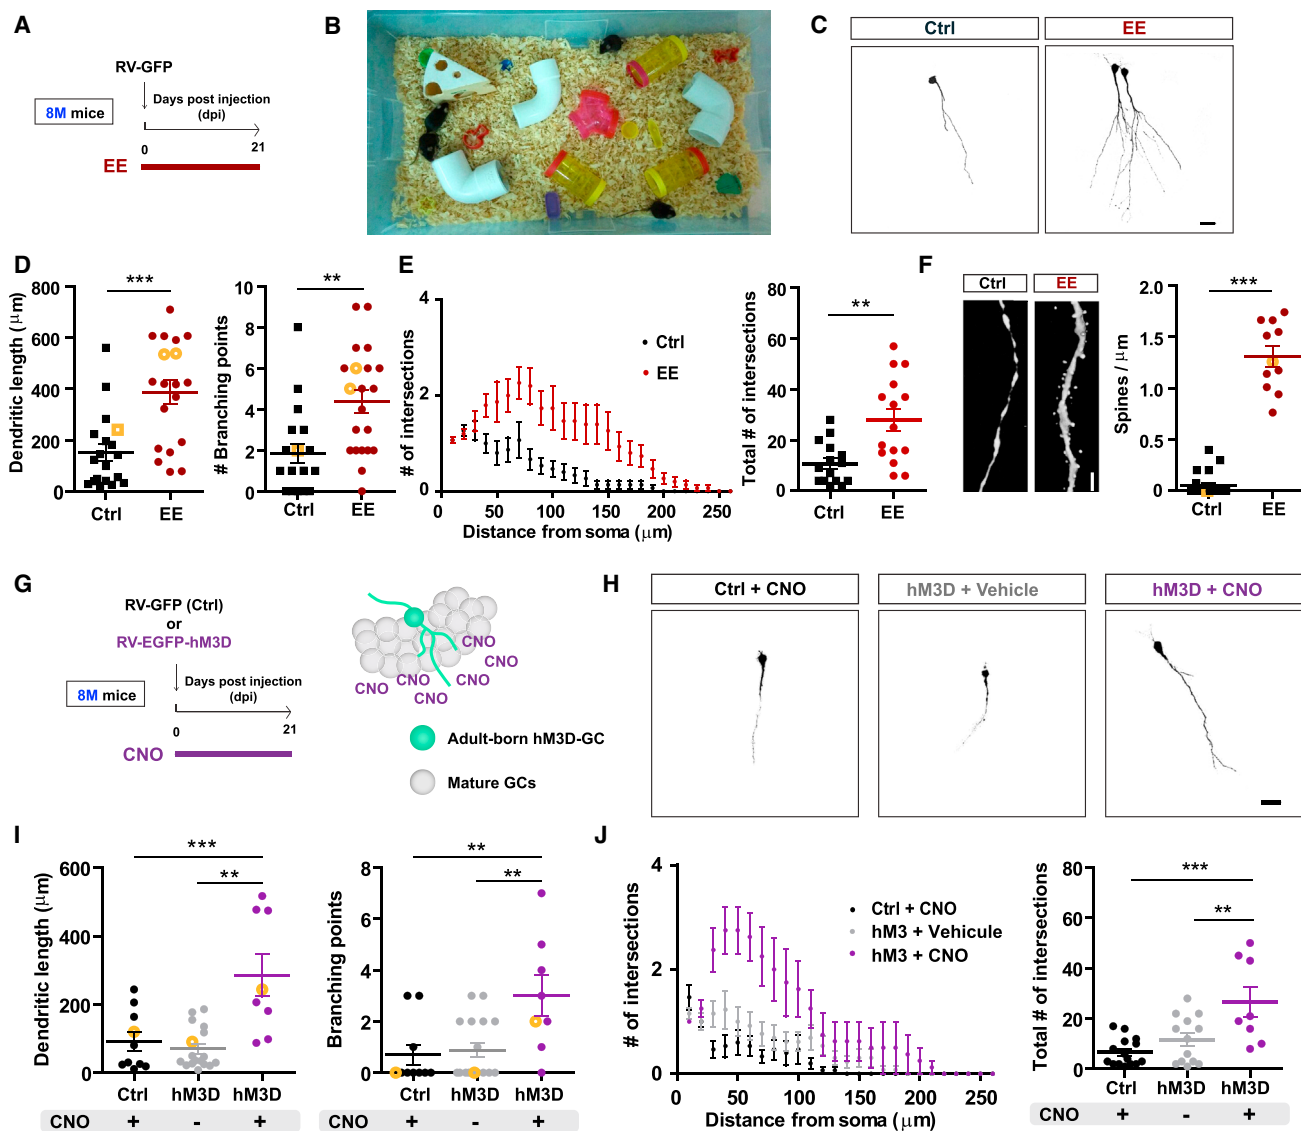 A
RV-GFP
8M mice
Days post injection
(dpi)
0
21
EE
B
C
Ctrl
EE
D
Dendritic length (μm)
800
600
400
200
0
Ctrl
EE
***
# Branching points
10
8
6
4
2
0
Ctrl
EE
**
E
# of intersections
4
2
0
50
100
150
200
250
Distance from soma (μm)
Ctrl
EE
Total # of intersections
80
60
40
20
0
Ctrl
EE
**
F
Ctrl
EE
Spines / μm
2.0
1.5
1.0
0.5
0
Ctrl
EE
***
G
RV-GFP (Ctrl)
or
RV-EGFP-hM3D
8M mice
Days post injection
(dpi)
0
21
CNO
CNO
CNO
CNO
CNO
CNO
CNO
Adult-born hM3D-GC
Mature GCs
H
Ctrl + CNO
hM3D + Vehicle
hM3D + CNO
I
Dendritic length (μm)
600
400
200
0
***
**
Ctrl
hM3D
hM3D
CNO
+
-
+
Branching points
8
6
4
2
0
**
**
Ctrl
hM3D
hM3D
CNO
+
-
+
J
# of intersections
4
2
0
0
50
100
150
200
250
Distance from soma (μm)
Ctrl + CNO
hM3 + Vehicule
hM3 + CNO
Total # of intersections
80
60
40
20
0
***
**
Ctrl
hM3D
hM3D
CNO
+
-
+